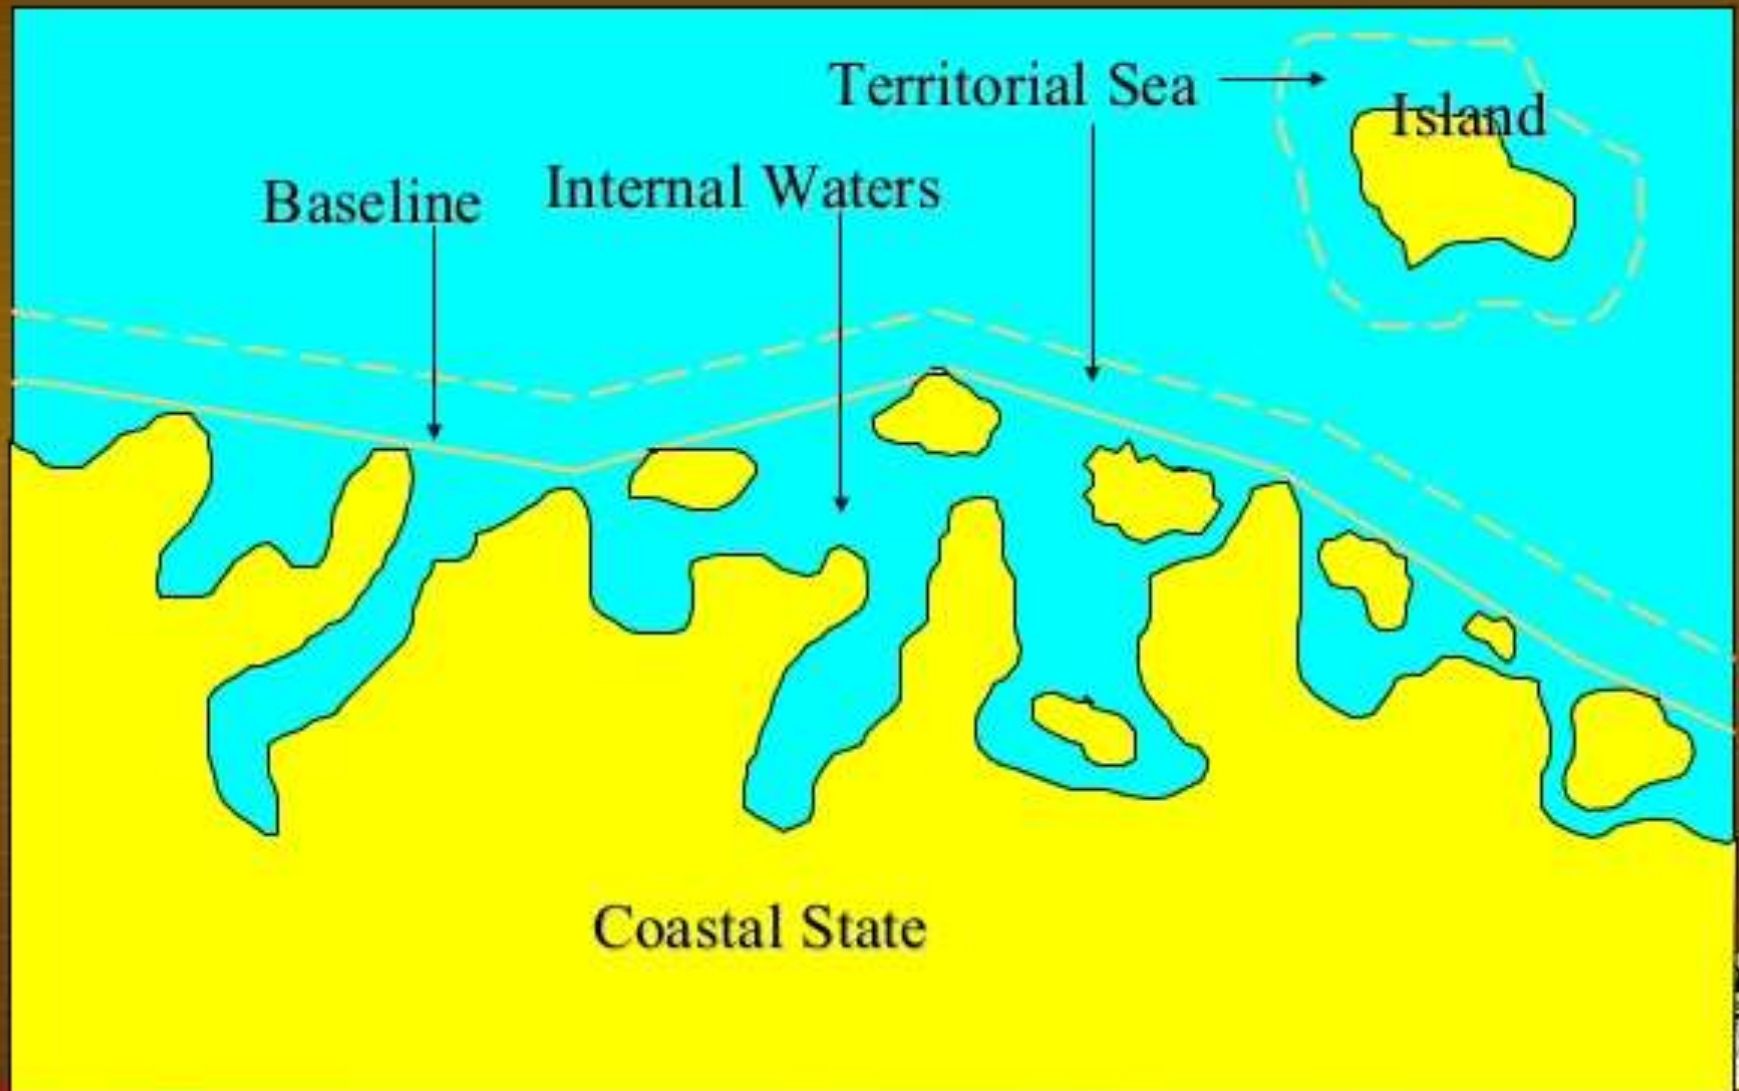 Territorial Sea
Island
Internal Waters
Baseline
Coastal State